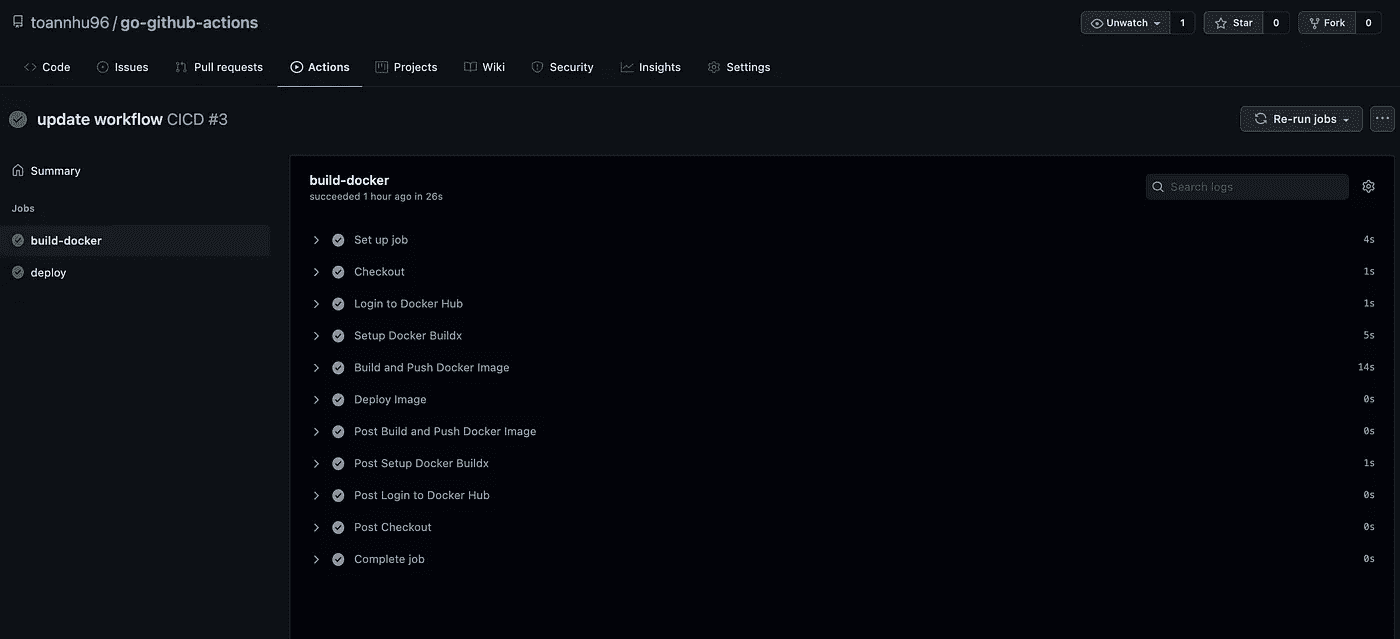 toannhu96 / go-github-actions
Unwatch 1 Star 0 Fork 0
Code Issues Pull requests Actions Projects Wiki Security Insights Settings
update workflow CICD #3
Re-run jobs
Summary
Jobs
build-docker
deploy
build-docker
succeeded 1 hour ago in 26s
Search logs
Set up job 4s
Checkout 1s
Login to Docker Hub 1s
Setup Docker Buildx 5s
Build and Push Docker Image 14s
Deploy Image 0s
Post Build and Push Docker Image 0s
Post Setup Docker Buildx 1s
Post Login to Docker Hub 0s
Post Checkout 0s
Complete job 0s